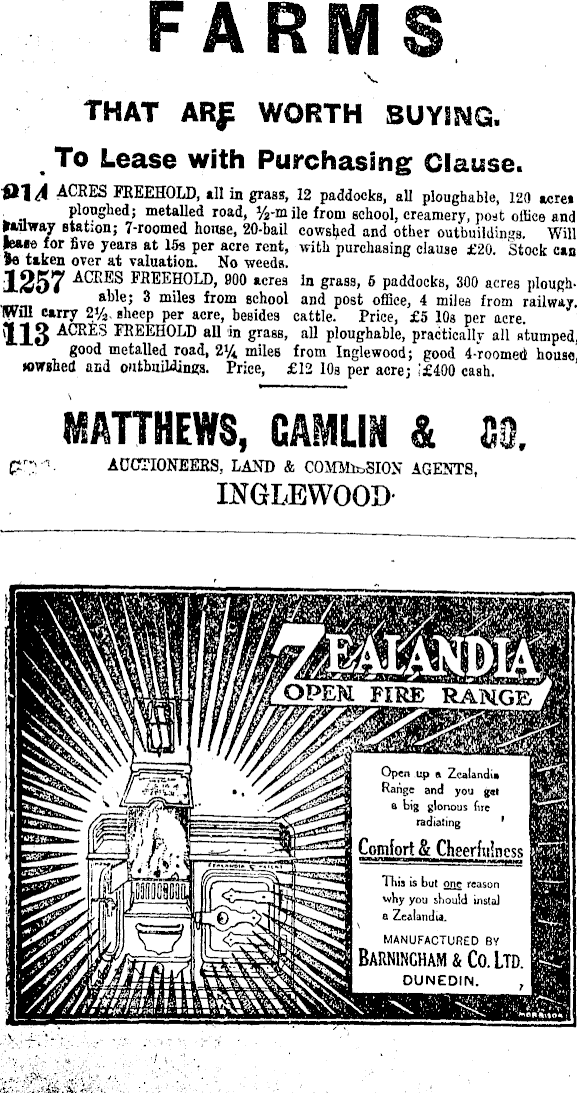 FARMS
THAT ARE WORTH BUYING.
To Lease with Purchasing Clause.
214 ACRES FREEHOLD, all in grass, 12 paddocks, all ploughable, 120 acres
ploughed; metalled road, ½-mile from school, creamery, post office and
railway station; 7-roomed house, 20-bail cowshed and other outbuildings. Will
lease for five years at 15s per acre rent, with purchasing clause £20. Stock can
be taken over at valuation. No weeds.
1257 ACRES FREEHOLD, 900 acres in grass, 5 paddocks, 300 acres plough-
able; 3 miles from school and post office, 4 miles from railway.
Will carry 2½ sheep per acre, besides cattle. Price, £5 10s per acre.
113 ACRES FREEHOLD all in grass, all ploughable, practically all stumped,
good metalled road, 2¼ miles from Inglewood; good 4-roomed house,
cowshed and outbuildings. Price, £12 10s per acre; £400 cash.
MATTHEWS, GAMLIN & CO.
AUCTIONEERS, LAND & COMMISSION AGENTS,
INGLEWOOD.
ZEALANDIA
OPEN FIRE RANGE
Open up a Zealandia
Range and you get
a big glorious fire
radiating
Comfort & Cheerfulness
This is but one reason
why you should instal
a Zealandia.
MANUFACTURED BY
BARNINGHAM & CO. LTD.
DUNEDIN.
ZEALANDIA
MORRISON